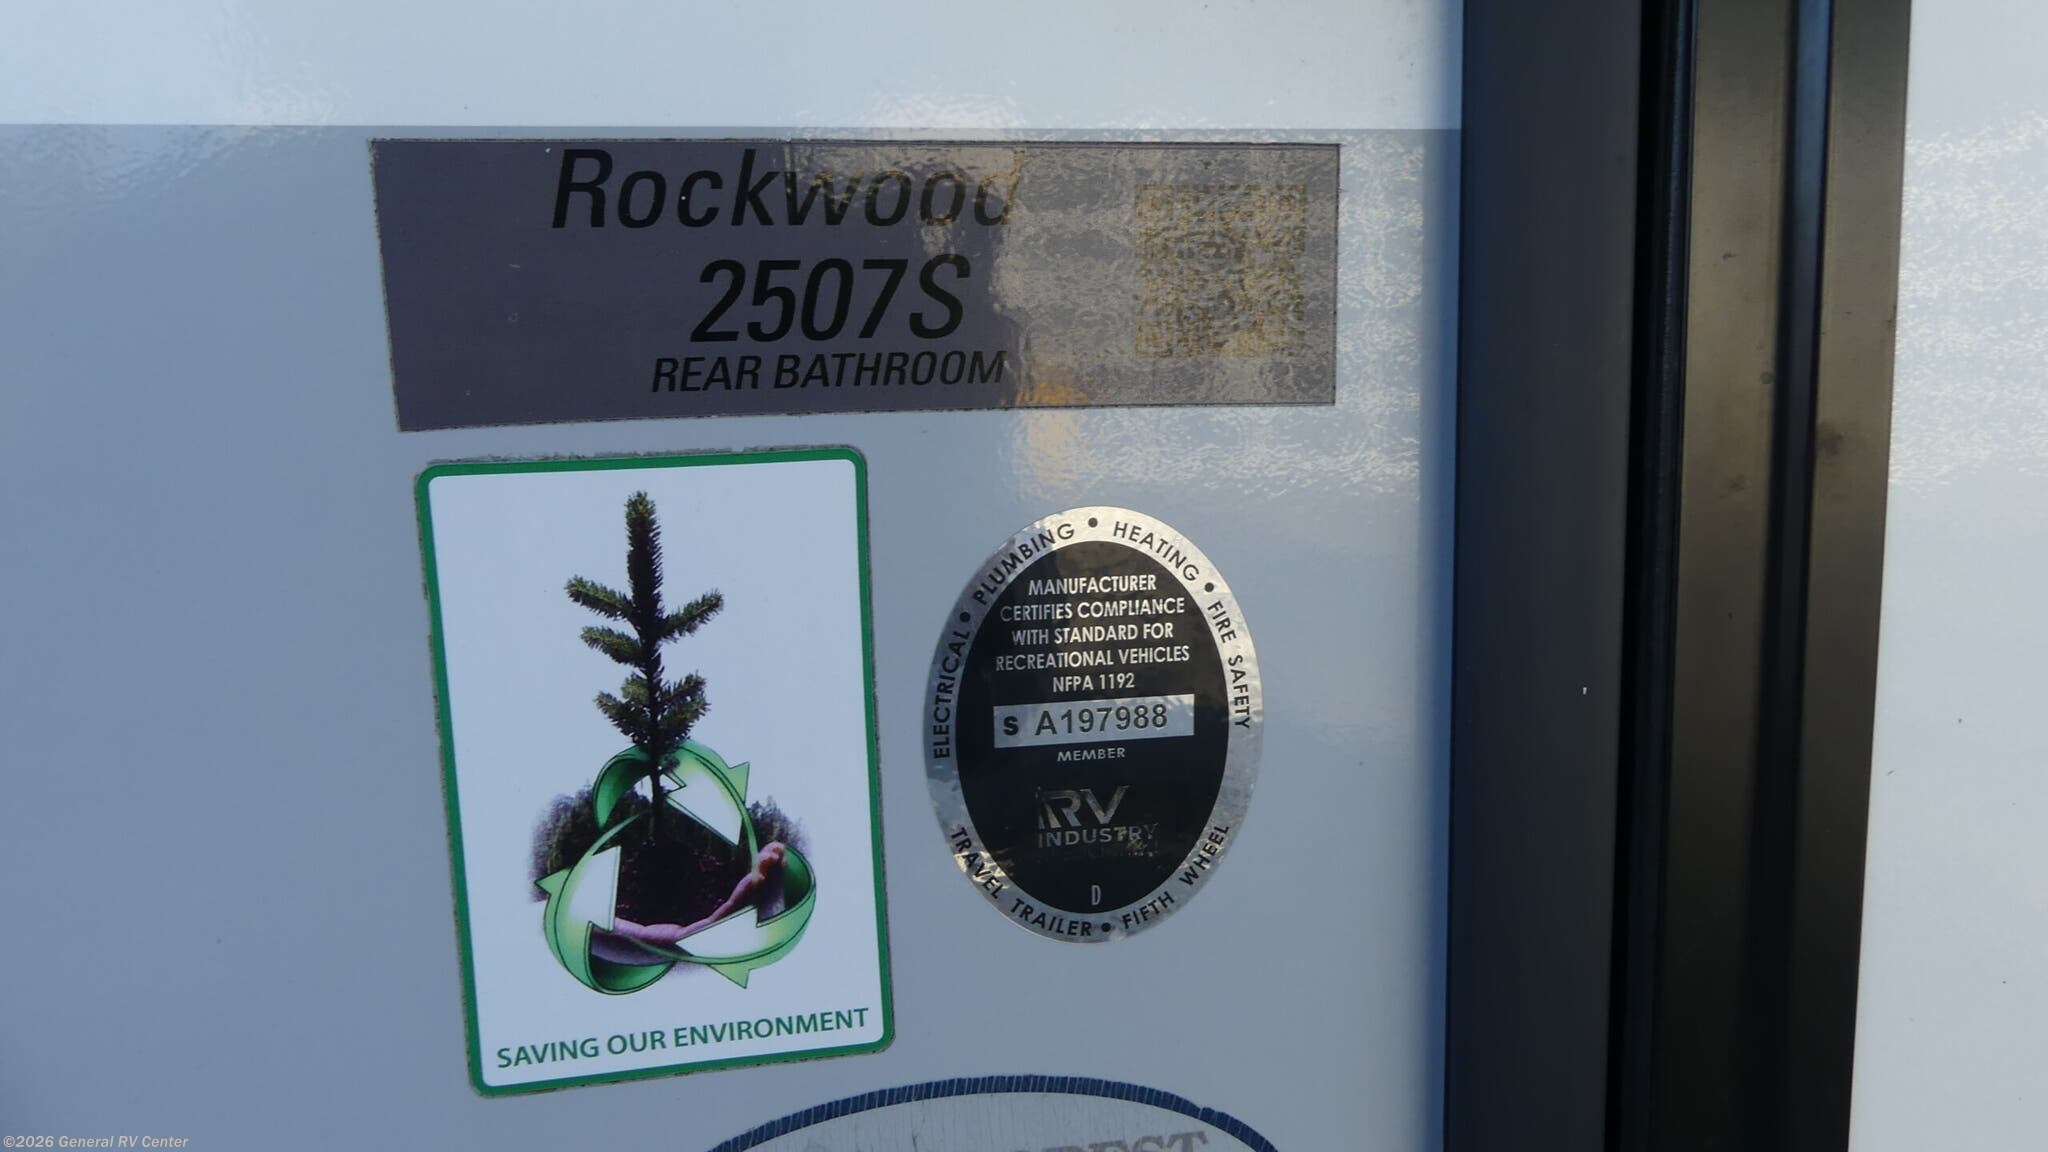 Rockwood
2507S
REAR BATHROOM
SAVING OUR ENVIRONMENT
ELECTRICAL • PLUMBING • HEATING • FIRE SAFETY
MANUFACTURER
CERTIFIES COMPLIANCE
WITH STANDARD FOR
RECREATIONAL VEHICLES
NFPA 1192
S A197988
MEMBER
RV
INDUSTRY
D
TRAVEL TRAILER • FIFTH WHEEL
©2026 General RV Center